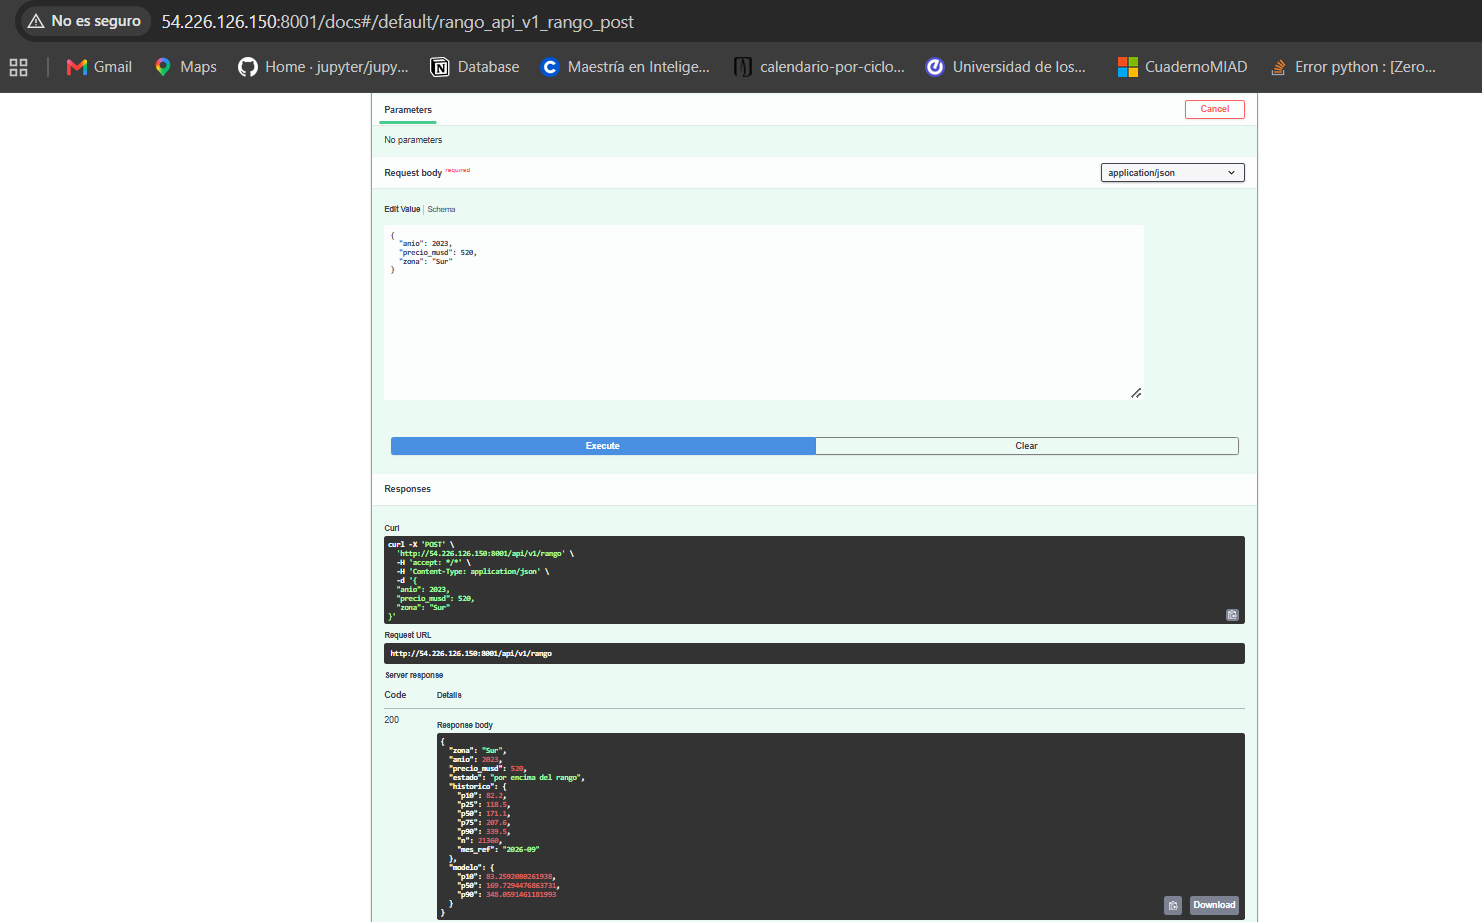 No es seguro
54.226.126.150:8001/docs#/default/rango_api_v1_rango_post
Gmail
Maps
Home · jupyter/jupy...
Database
Maestría en Intelige...
calendario-por-ciclo...
Universidad de los...
CuadernoMIAD
Error python : [Zero...
Parameters
Cancel
No parameters
Request body required
application/json
Edit Value | Schema
{
"anio": 2023,
"precio_musd": 520,
"zona": "Sur"
}
Execute
Clear
Responses
Curl
curl -X 'POST' \
'http://54.226.126.150:8001/api/v1/rango' \
-H 'accept: */*' \
-H 'Content-Type: application/json' \
-d '{
"anio": 2023,
"precio_musd": 520,
"zona": "Sur"
}'
Request URL
http://54.226.126.150:8001/api/v1/rango
Server response
Code Details
200
Response body
{
"zona": "Sur",
"anio": 2023,
"precio_musd": 520,
"estado": "por encima del rango",
"historico": {
"p10": 82.2,
"p25": 118.5,
"p50": 171.1,
"p75": 207.6,
"p90": 339.5,
"n": 21360,
"mes_ref": "2026-09"
},
"modelo": {
"p10": 83.2592080261938,
"p50": 169.7294476863731,
"p90": 348.0591461181993
}
}
Download